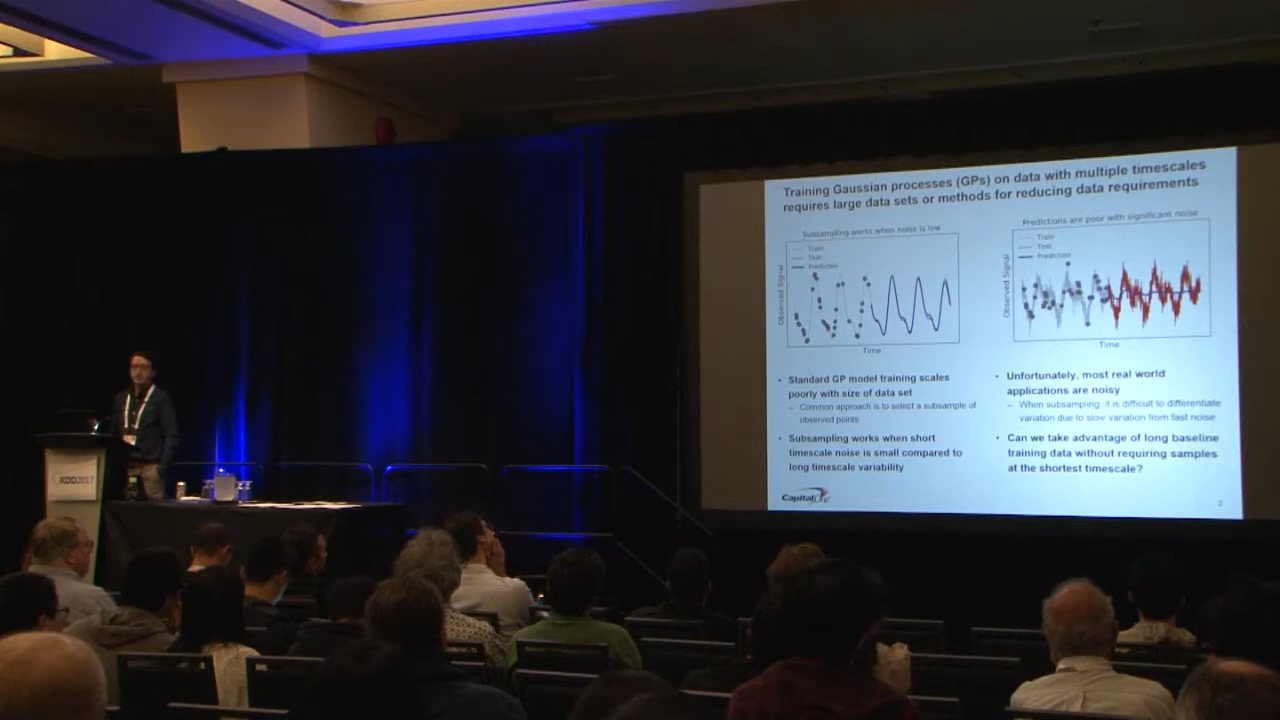 Training Gaussian processes (GPs) on data with multiple timescales
requires large data sets or methods for reducing data requirements
Subsampling works when noise is low
Train
Test
Prediction
Observed Signal
Time
Standard GP model training scales
poorly with size of data set
– Common approach is to select a subsample of
observed points
Subsampling works when short
timescale noise is small compared to
long timescale variability
Predictions are poor with significant noise
Train
Test
Prediction
Observed Signal
Time
Unfortunately, most real world
applications are noisy
– When subsampling, it is difficult to differentiate
variation due to slow variation from fast noise
Can we take advantage of long baseline
training data without requiring samples
at the shortest timescale?
CapitalOne
2
KDD2017